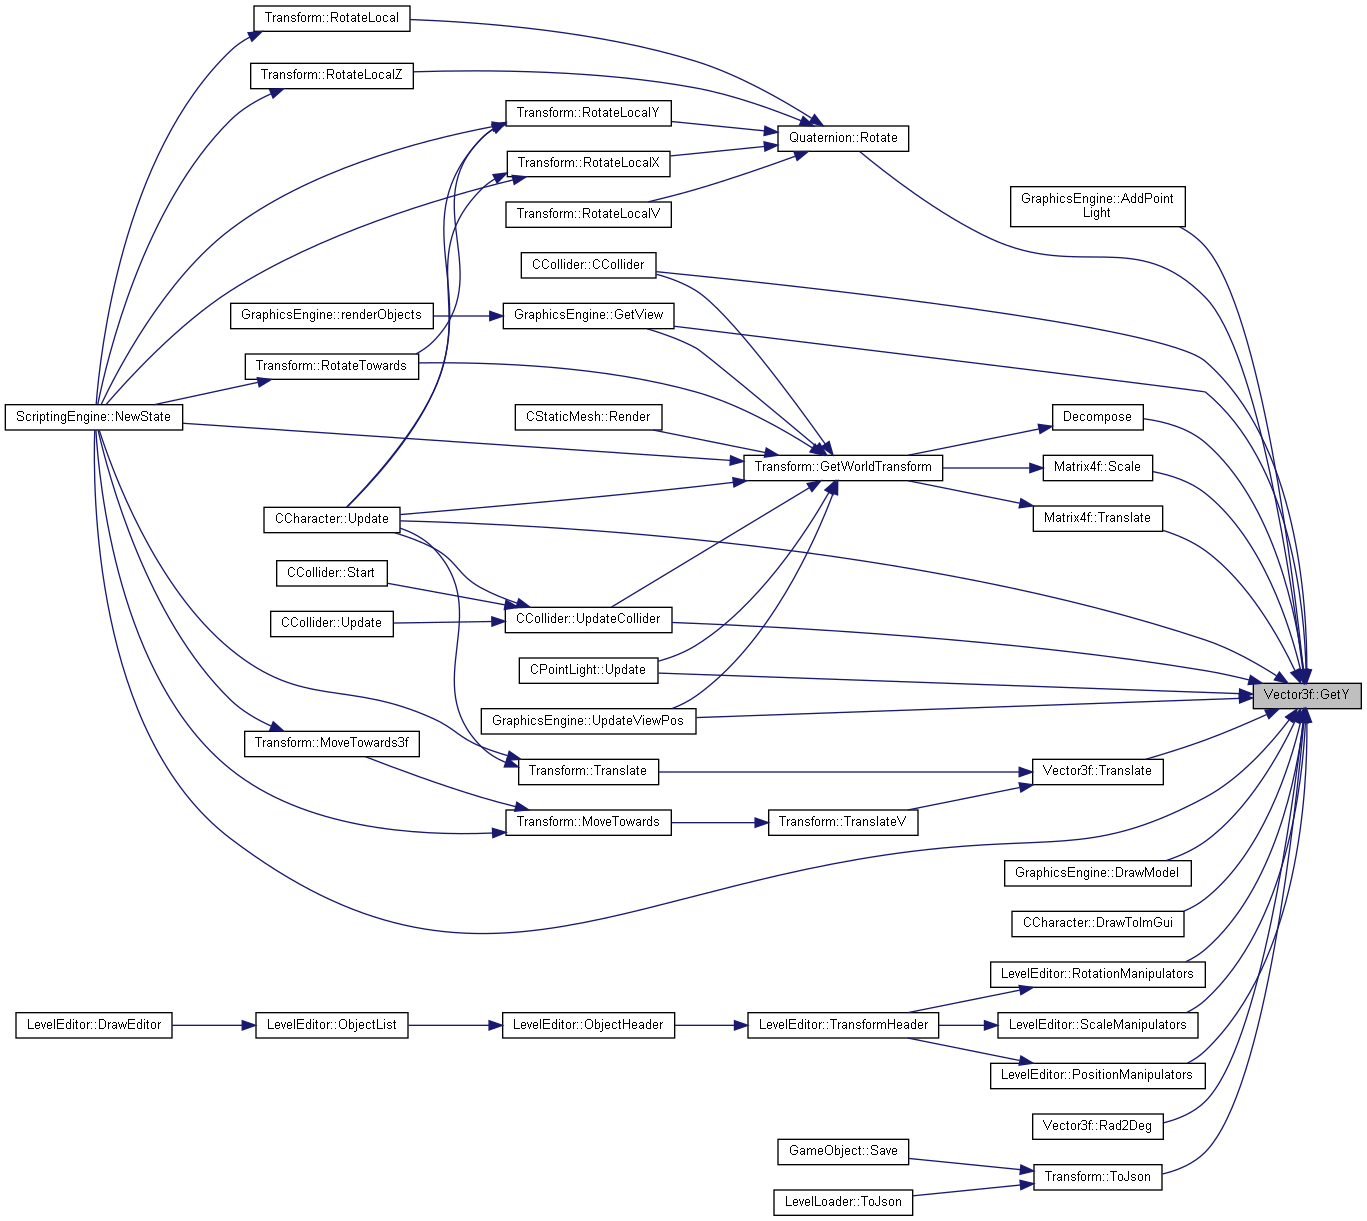 Transform::RotateLocal
Transform::RotateLocalZ
Transform::RotateLocalY
Quaternion::Rotate
Transform::RotateLocalX
GraphicsEngine::AddPoint
Light
Transform::RotateLocalV
CCollider::CCollider
GraphicsEngine::renderObjects
GraphicsEngine::GetView
Transform::RotateTowards
ScriptingEngine::NewState
CStaticMesh::Render
Decompose
Transform::GetWorldTransform
Matrix4f::Scale
CCharacter::Update
Matrix4f::Translate
CCollider::Start
CCollider::Update
CCollider::UpdateCollider
CPointLight::Update
Vector3f::GetY
GraphicsEngine::UpdateViewPos
Transform::MoveTowards3f
Transform::Translate
Vector3f::Translate
Transform::MoveTowards
Transform::TranslateV
GraphicsEngine::DrawModel
CCharacter::DrawToImGui
LevelEditor::RotationManipulators
LevelEditor::DrawEditor
LevelEditor::ObjectList
LevelEditor::ObjectHeader
LevelEditor::TransformHeader
LevelEditor::ScaleManipulators
LevelEditor::PositionManipulators
Vector3f::Rad2Deg
GameObject::Save
Transform::ToJson
LevelLoader::ToJson